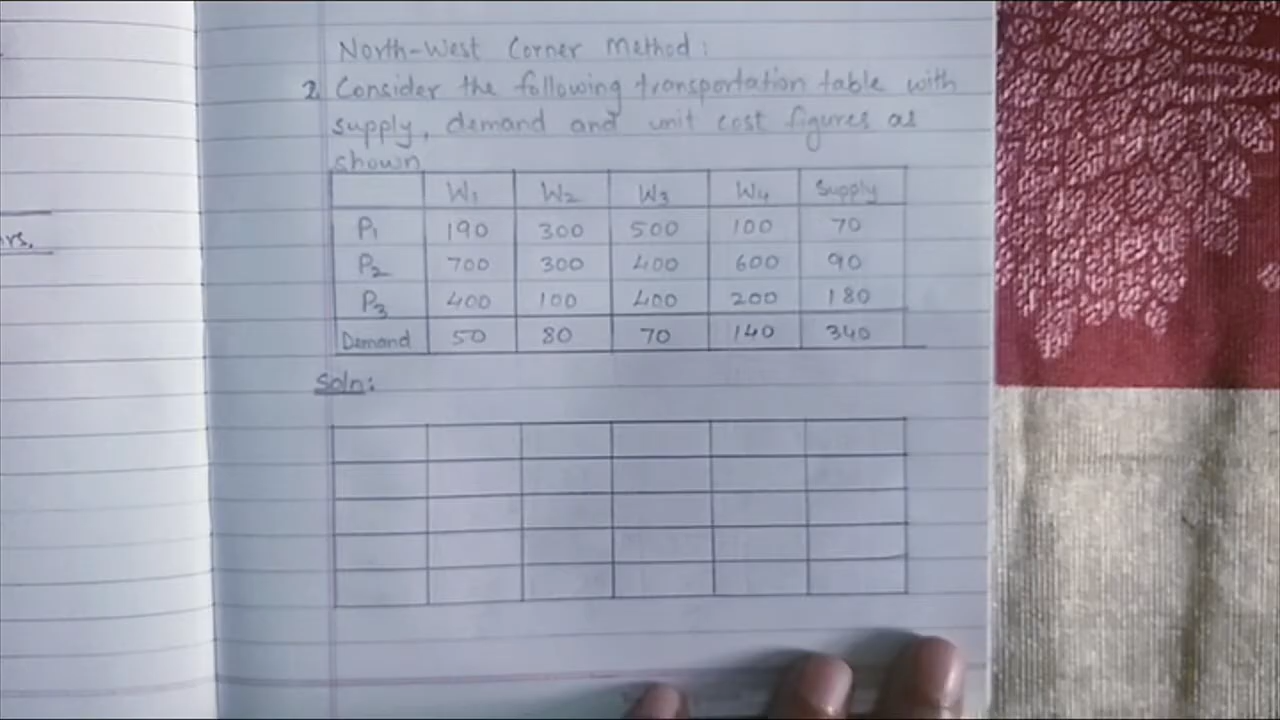 North-West Corner Method:
2. Consider the following transportation table with
supply, demand and unit cost figures as
shown
W1 W2 W3 W4 Supply
P1 190 300 500 100 70
P2 700 300 400 600 90
P3 400 100 400 200 180
Demand 50 80 70 140 340
Soln:
rs.